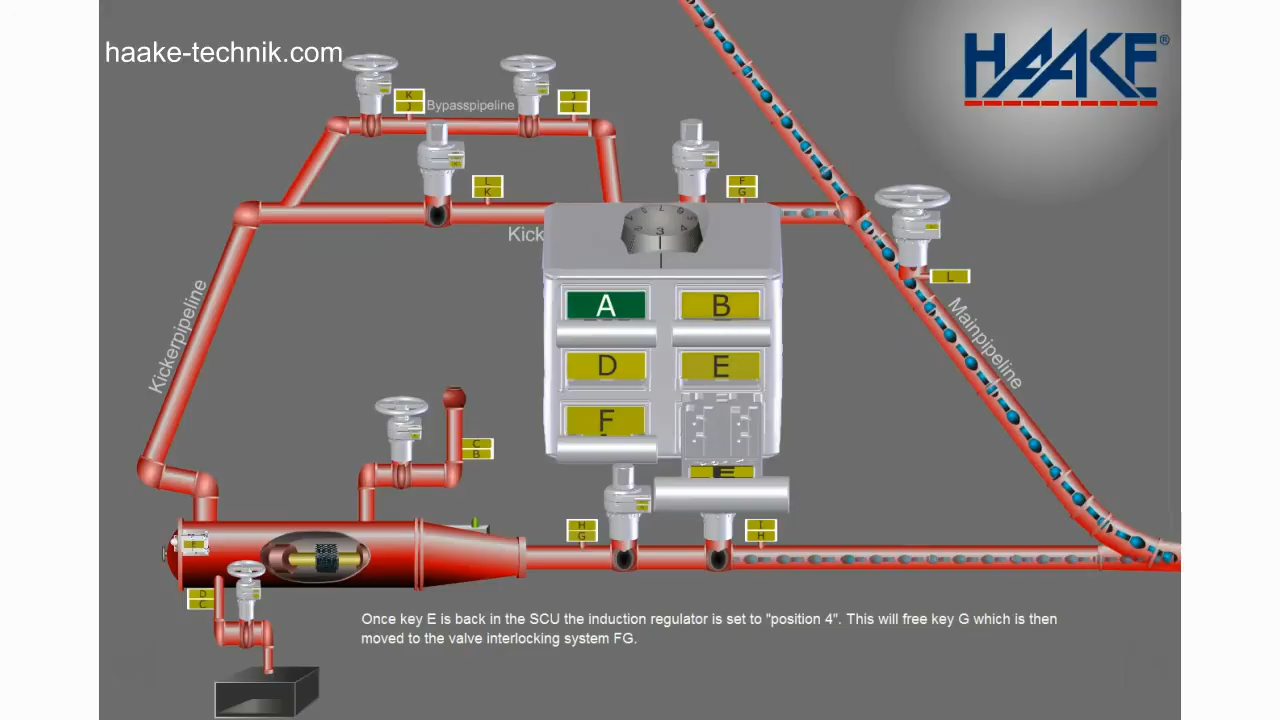 haake-technik.com
HAAKE®
K
J
Bypasspipeline
J
I
L
K
F
G
Kick
L
Kickerpipeline
Mainpipeline
A
B
D
E
F
E
C
B
H
G
I
H
F
D
C
Once key E is back in the SCU the induction regulator is set to "position 4". This will free key G which is then
moved to the valve interlocking system FG.